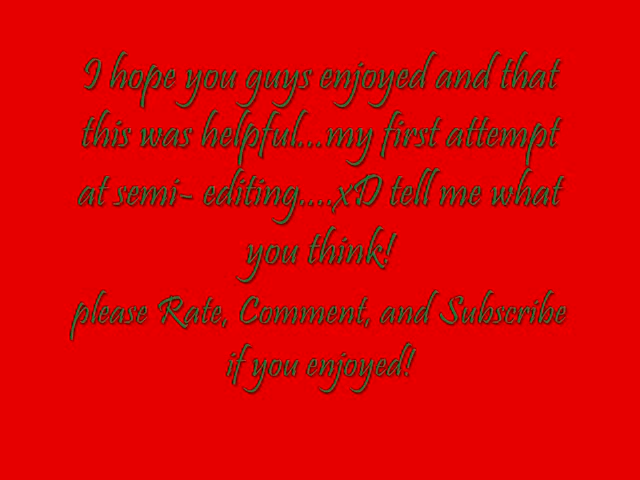 I hope you guys enjoyed and that
this was helpful...my first attempt
at semi- editing....xD tell me what
you think!
please Rate, Comment, and Subscribe
if you enjoyed!